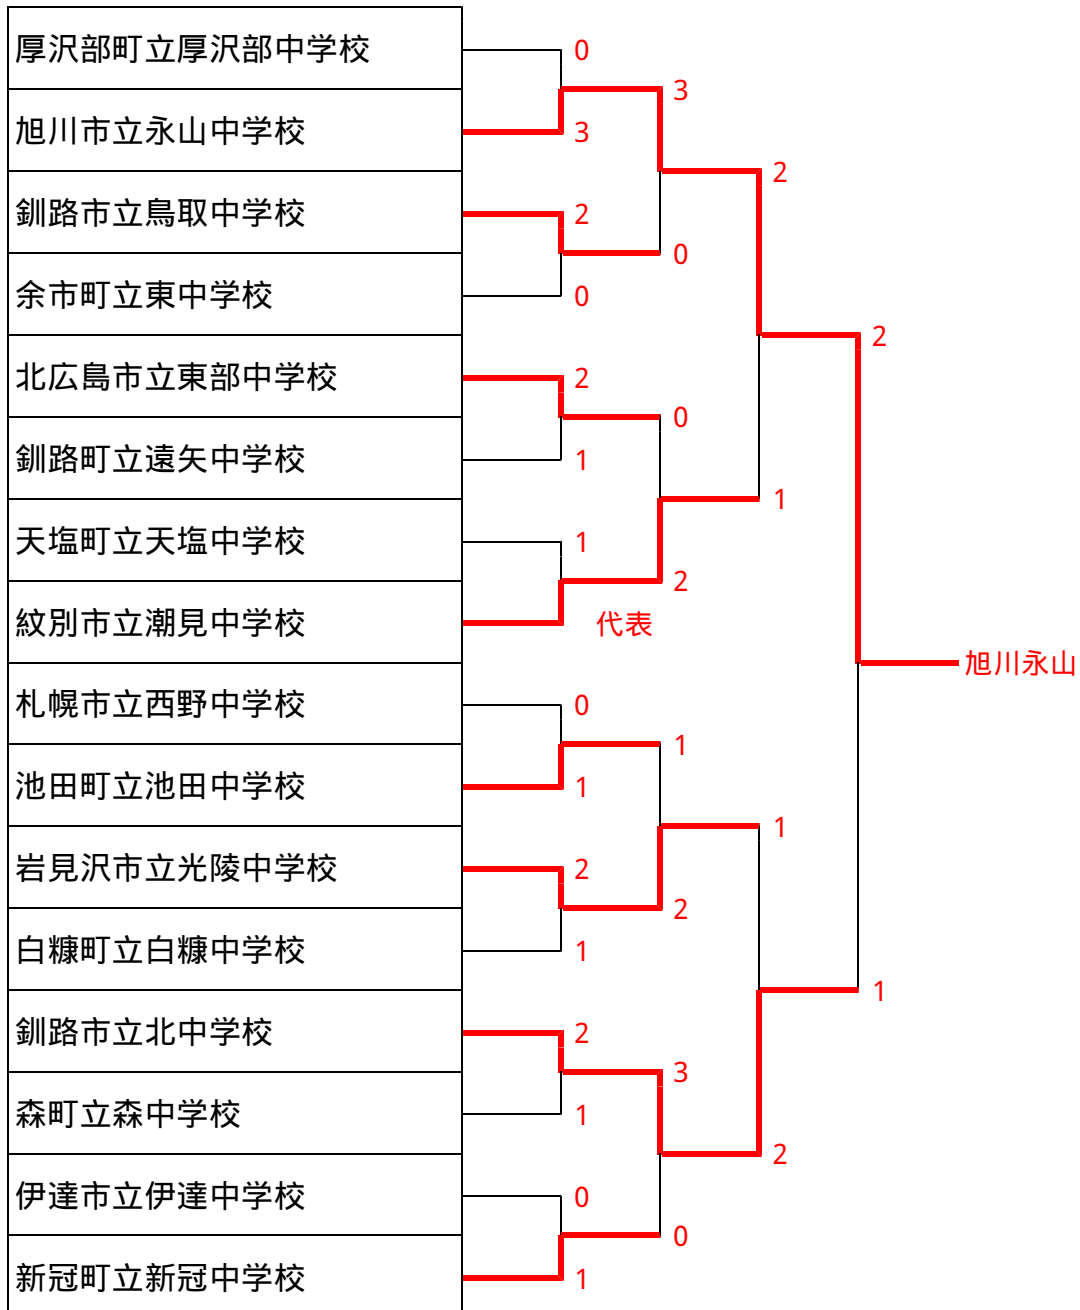 厚沢部町立厚沢部中学校
0
3
旭川市立永山中学校
3
2
釧路市立鳥取中学校
2
0
余市町立東中学校
0
2
北広島市立東部中学校
2
0
釧路町立遠矢中学校
1
1
天塩町立天塩中学校
1
2
紋別市立潮見中学校
代表
旭川永山
札幌市立西野中学校
0
1
池田町立池田中学校
1
1
岩見沢市立光陵中学校
2
2
白糠町立白糠中学校
1
1
釧路市立北中学校
2
3
森町立森中学校
1
2
伊達市立伊達中学校
0
0
新冠町立新冠中学校
1